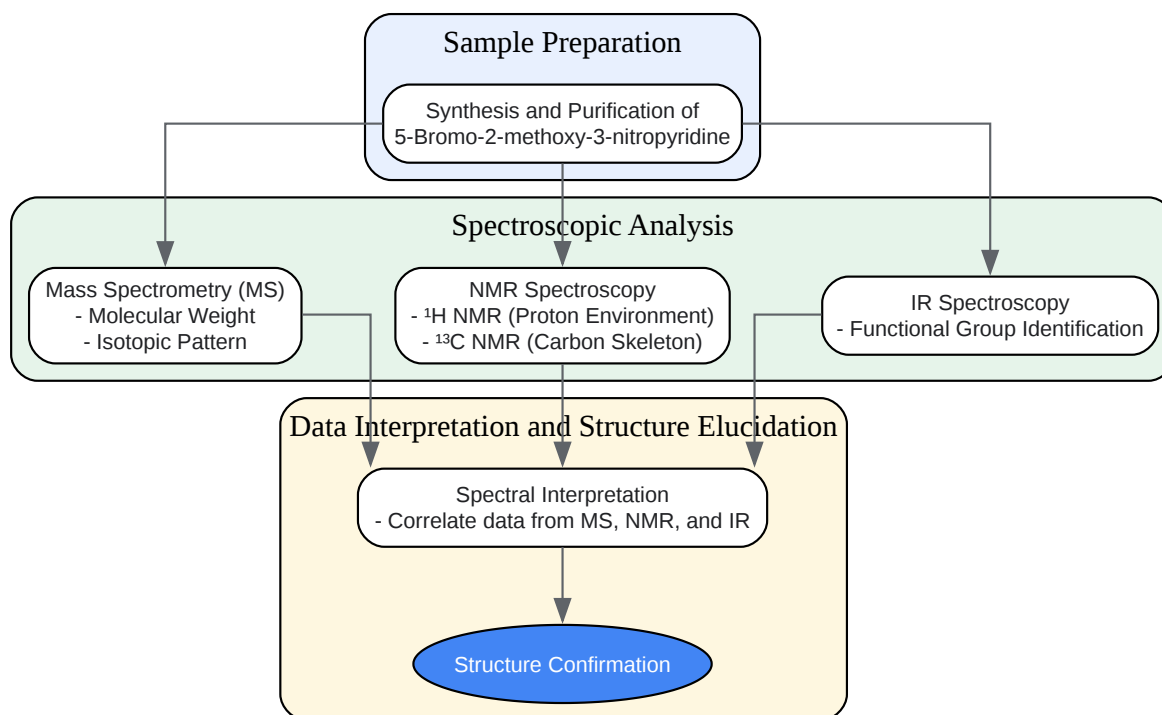 Sample Preparation
Synthesis and Purification of
5-Bromo-2-methoxy-3-nitropyridine
Spectroscopic Analysis
Mass Spectrometry (MS)
- Molecular Weight
- Isotopic Pattern
NMR Spectroscopy
- ¹H NMR (Proton Environment)
- ¹³C NMR (Carbon Skeleton)
IR Spectroscopy
- Functional Group Identification
Data Interpretation and Structure Elucidation
Spectral Interpretation
- Correlate data from MS, NMR, and IR
Structure Confirmation